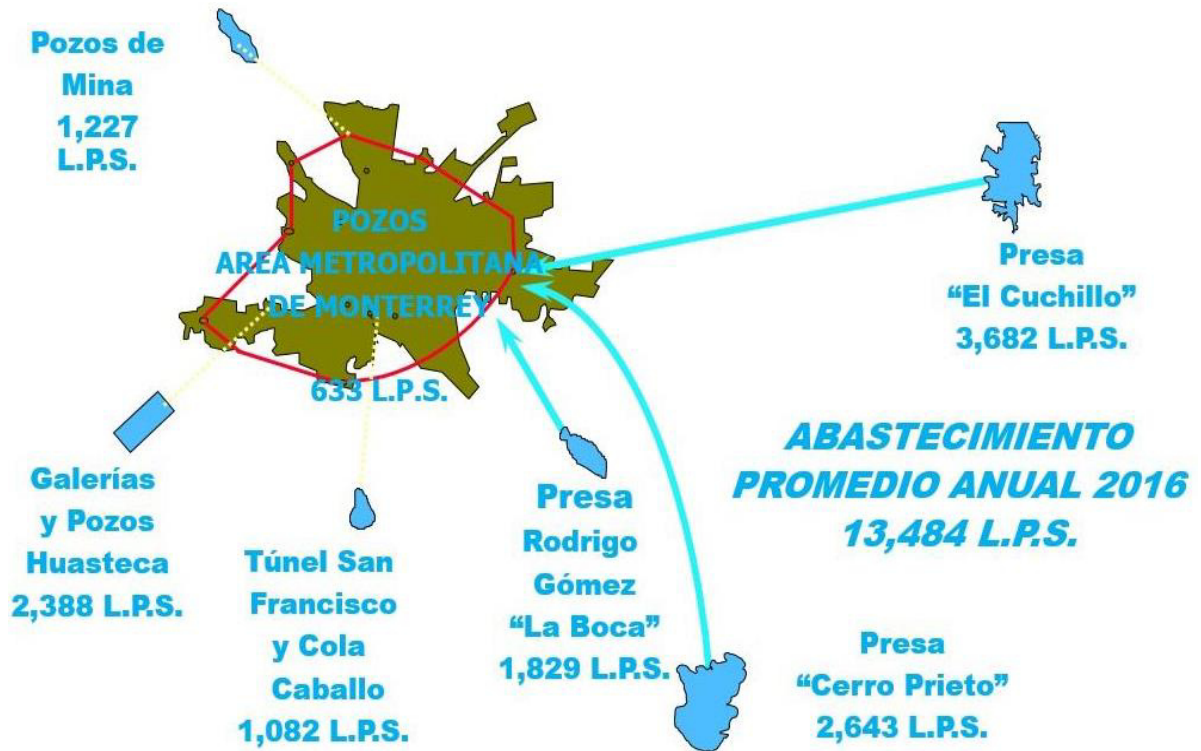 Pozos de
Mina
1,227
L.P.S.
POZOS
AREA METROPOLITANA
DE MONTERREY
633 L.P.S.
Presa
“El Cuchillo”
3,682 L.P.S.
Galerías
y Pozos
Huasteca
2,388 L.P.S.
Túnel San
Francisco
y Cola
Caballo
1,082 L.P.S.
Presa
Rodrigo
Gómez
“La Boca”
1,829 L.P.S.
ABASTECIMIENTO
PROMEDIO ANUAL 2016
13,484 L.P.S.
Presa
“Cerro Prieto”
2,643 L.P.S.